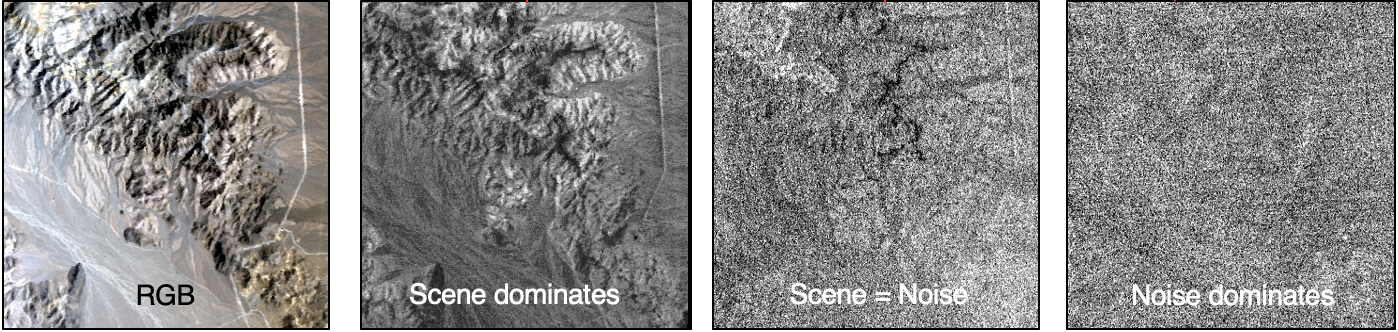 RGB
Scene dominates
Scene = Noise
Noise dominates